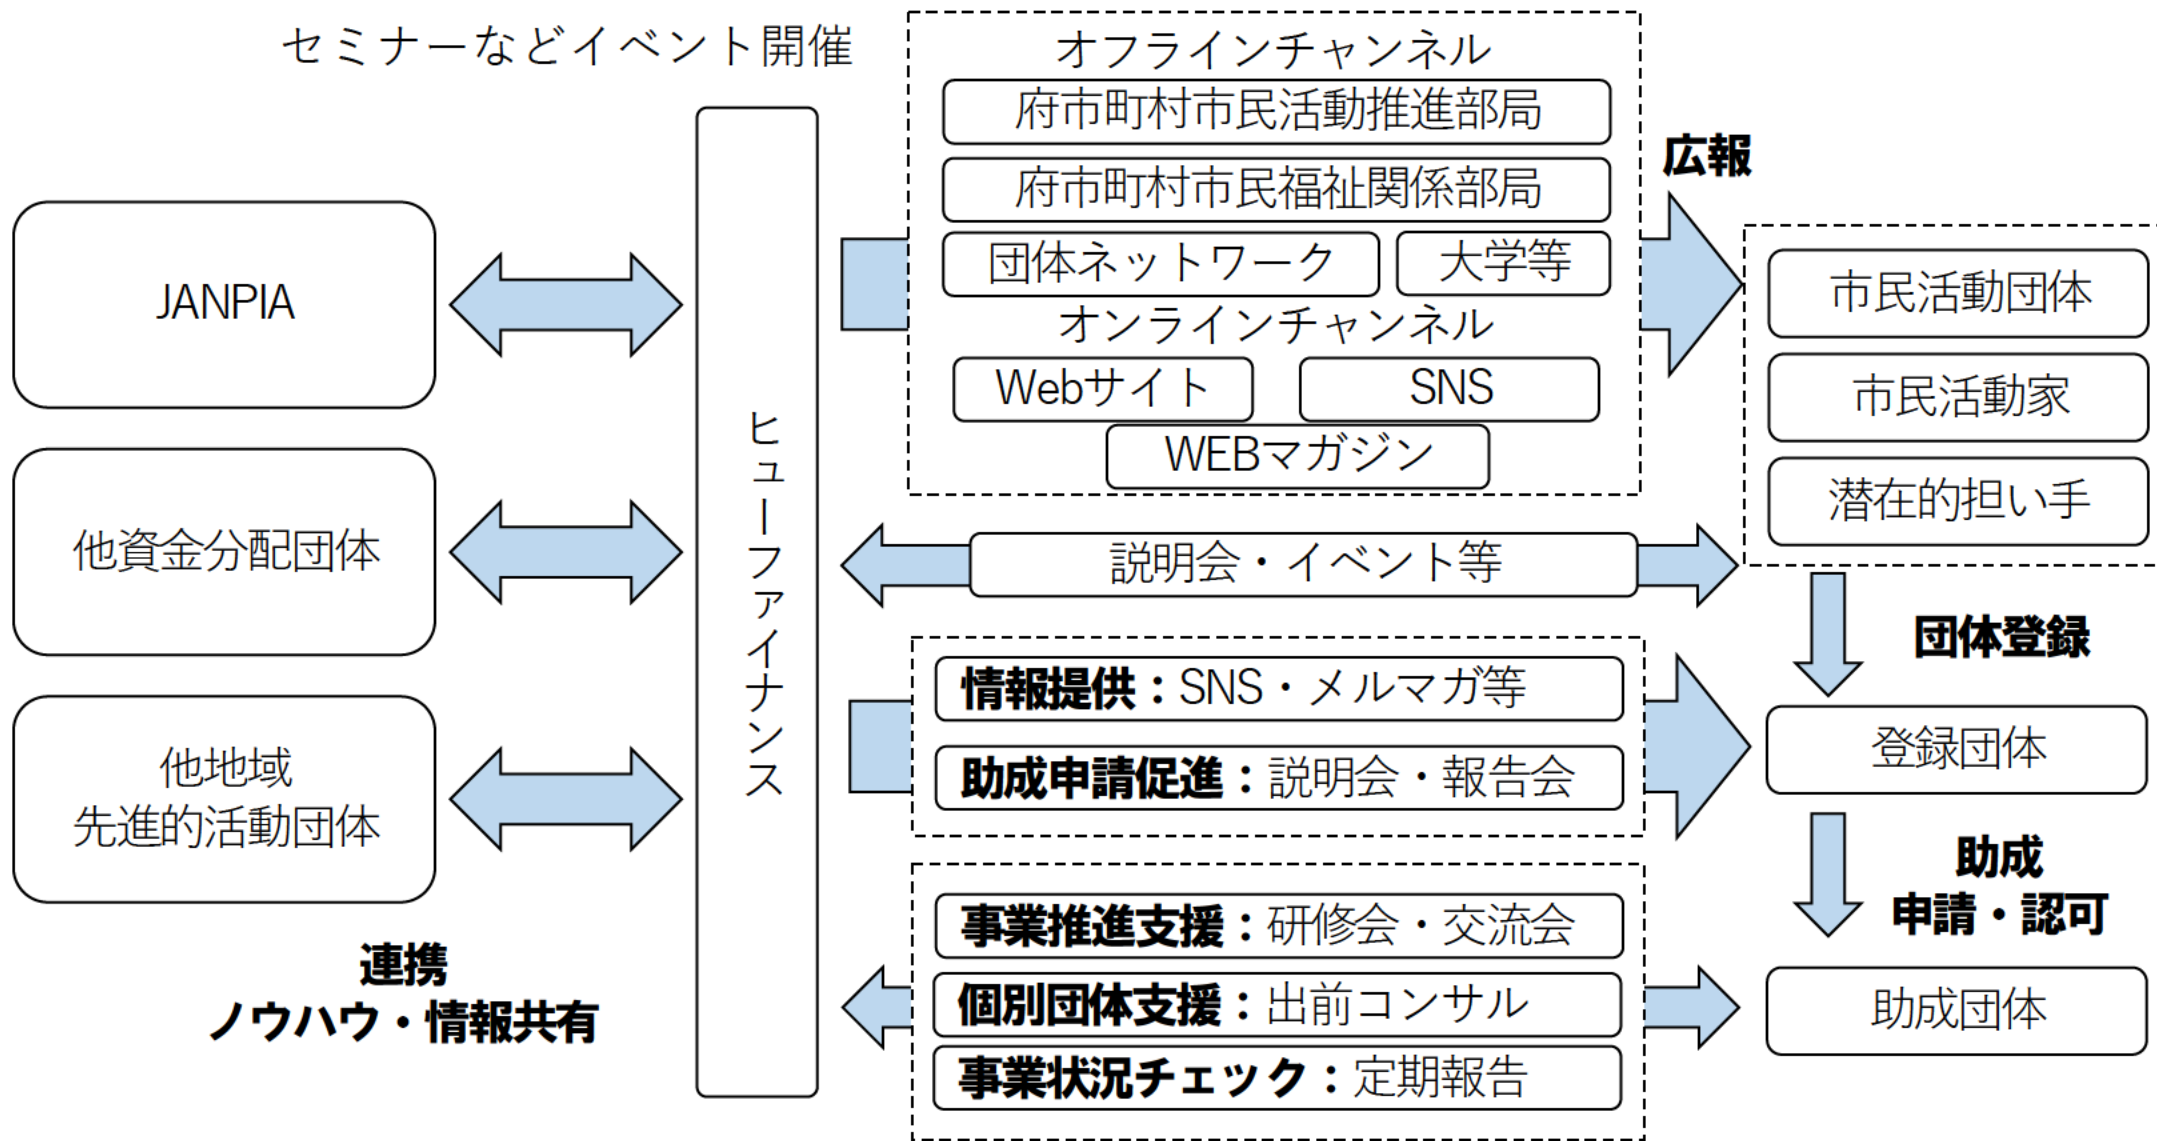 セミナーなどイベント開催
JANPIA
他資金分配団体
他地域
先進的活動団体
連携
ノウハウ・情報共有
ヒューファイナンス
オフラインチャンネル
府市町村市民活動推進部局
府市町村市民福祉関係部局
団体ネットワーク
大学等
オンラインチャンネル
Webサイト
SNS
WEBマガジン
広報
説明会・イベント等
市民活動団体
市民活動家
潜在的担い手
団体登録
情報提供：SNS・メルマガ等
助成申請促進：説明会・報告会
登録団体
助成
申請・認可
事業推進支援：研修会・交流会
個別団体支援：出前コンサル
事業状況チェック：定期報告
助成団体